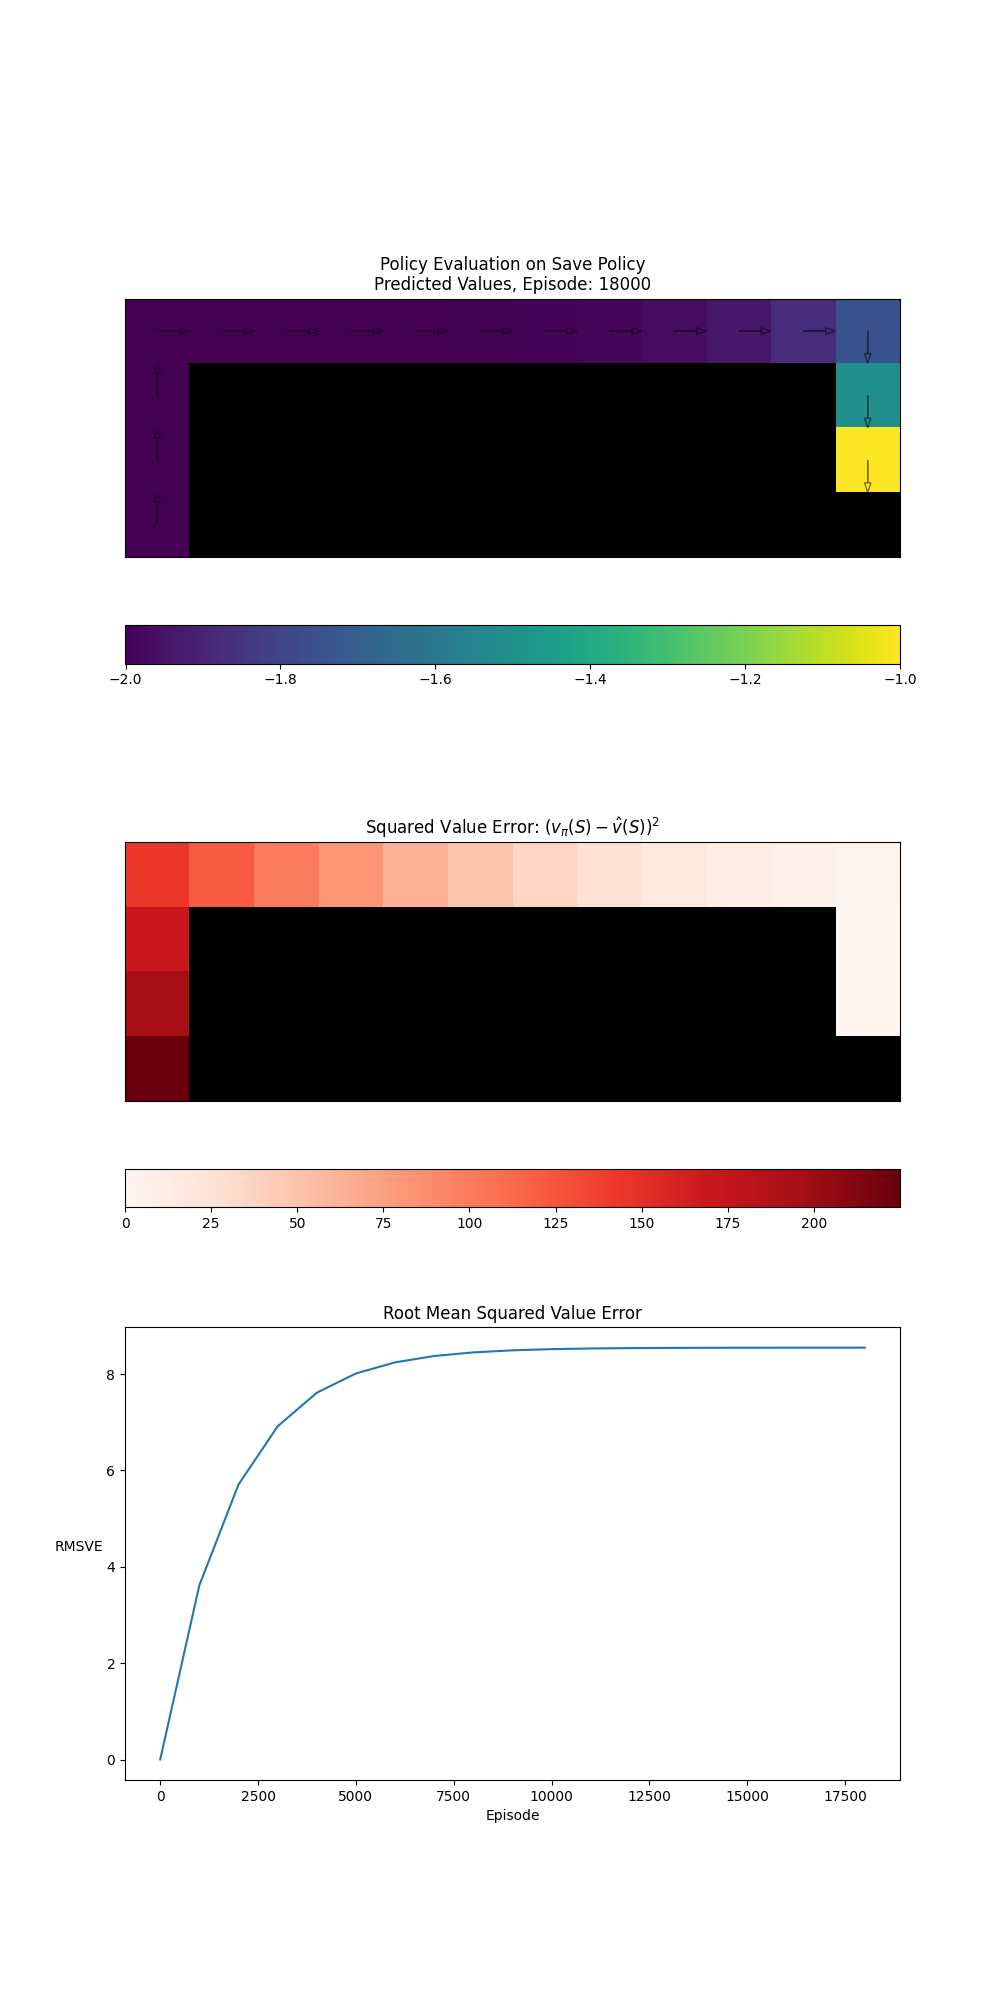 Policy Evaluation on Save Policy
Predicted Values, Episode: 18000
−2.0 −1.8 −1.6 −1.4 −1.2 −1.0
Squared Value Error: $(v_\pi(S) - \hat{v}(S))^2$
0 25 50 75 100 125 150 175 200
Root Mean Squared Value Error
8
6
RMSVE
4
2
0
0 2500 5000 7500 10000 12500 15000 17500
Episode